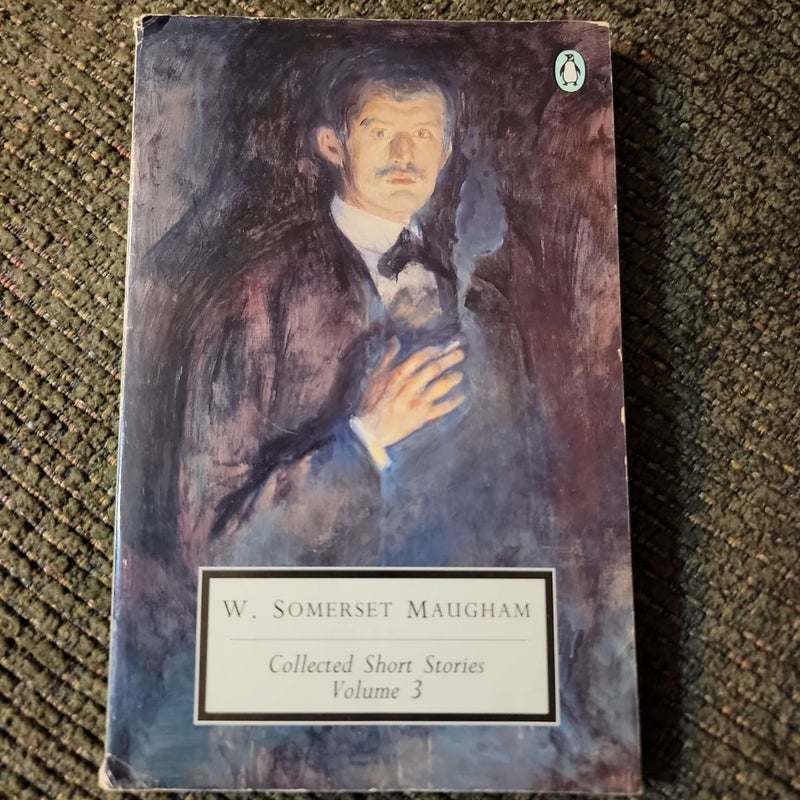 W. SOMERSET MAUGHAM
Collected Short Stories
Volume 3